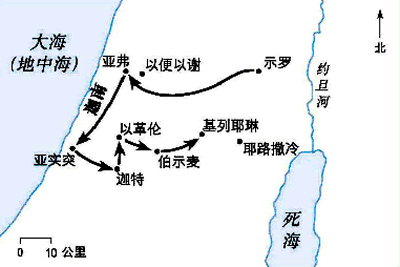 大海
(地中海)
亚弗
以便以谢
示罗
北
约旦河
迦南
以革伦
基列耶琳
亚实突
伯示麦
耶路撒冷
迦特
死海
0 10 公里